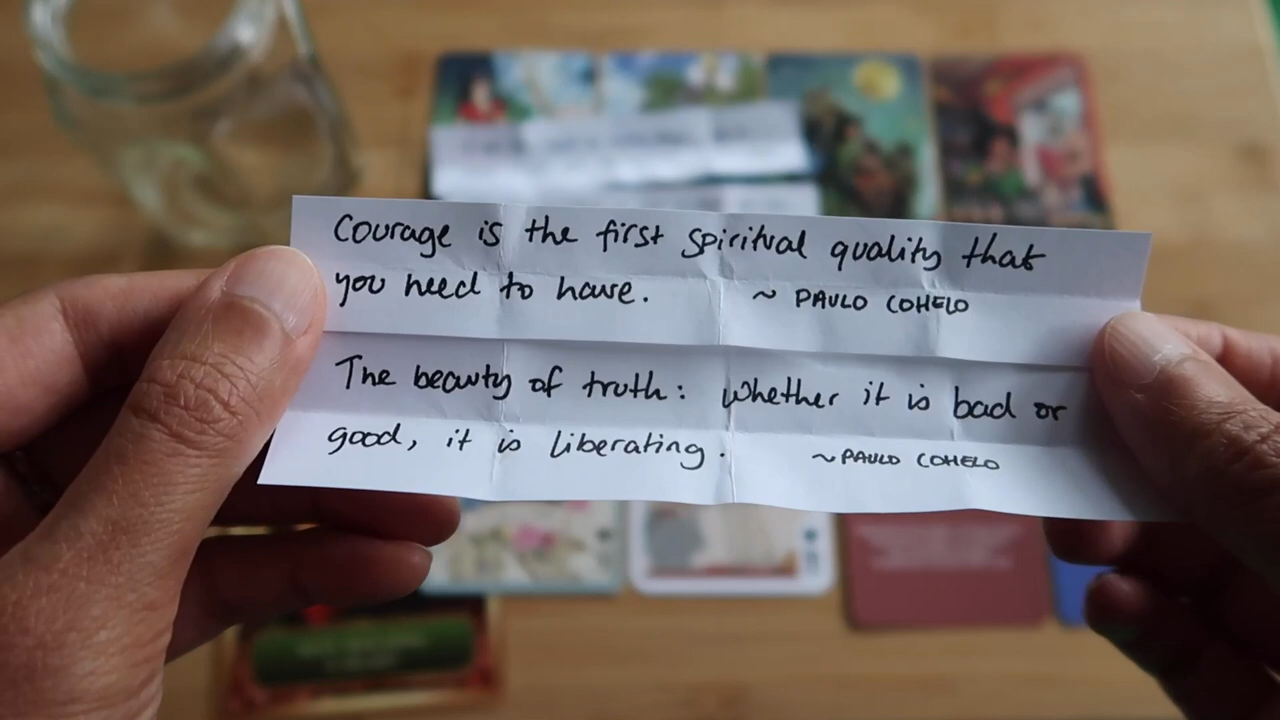 Courage is the first spiritual quality that
you need to have. ~ PAULO COHELO
The beauty of truth: whether it is bad or
good, it is liberating. ~PAULO COHELO